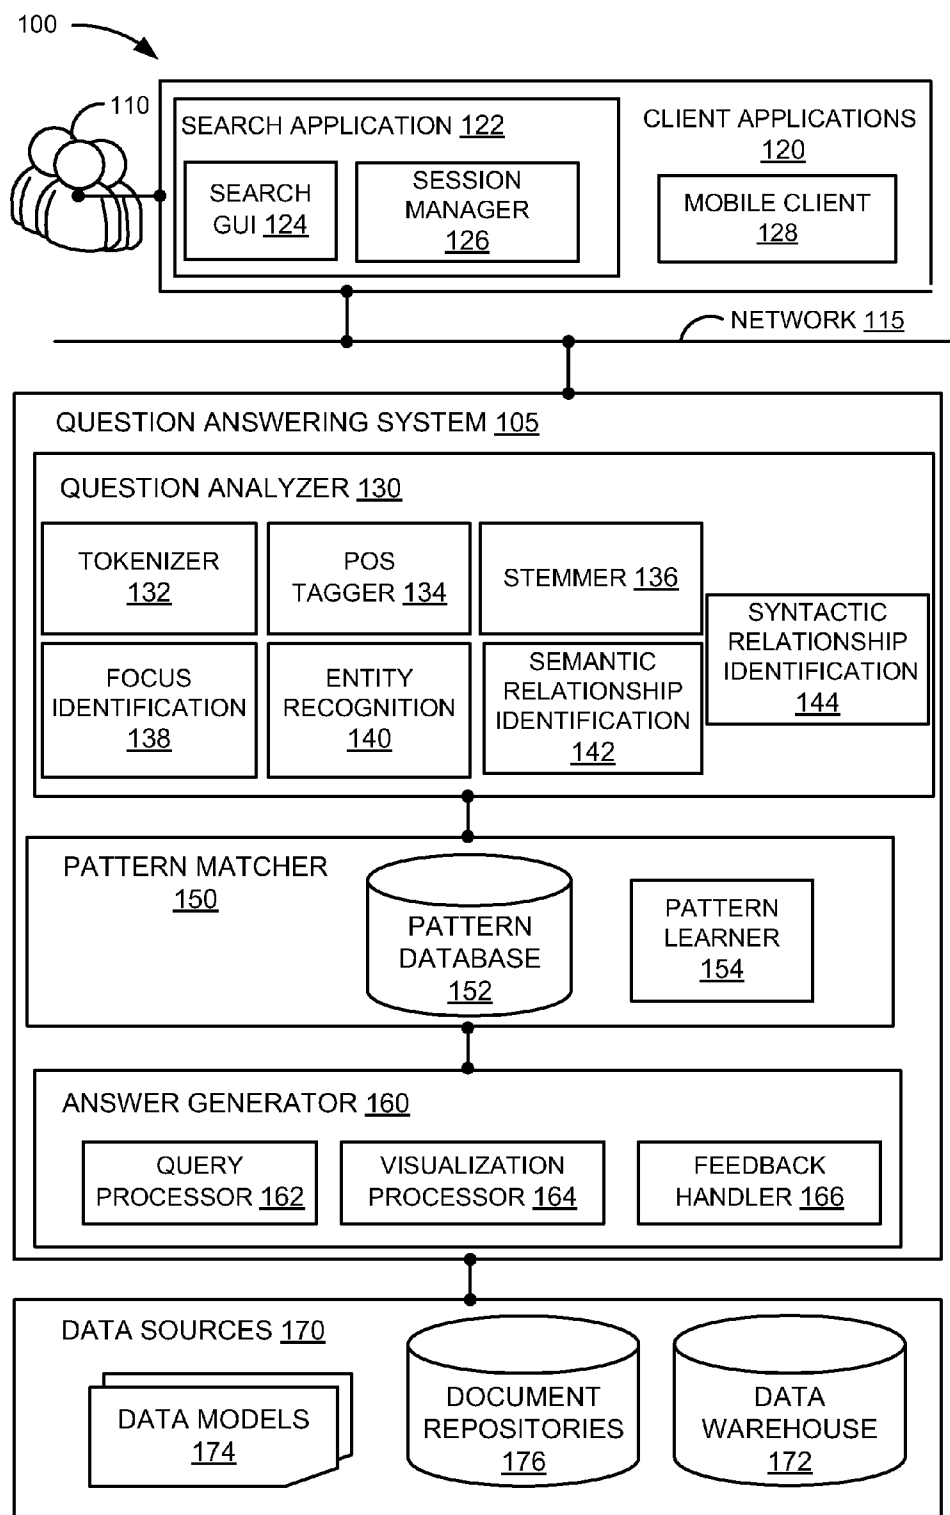 100
110
SEARCH APPLICATION 122
SEARCH
GUI 124
SESSION
MANAGER
126
CLIENT APPLICATIONS
120
MOBILE CLIENT
128
NETWORK 115
QUESTION ANSWERING SYSTEM 105
QUESTION ANALYZER 130
TOKENIZER
132
POS
TAGGER 134
STEMMER 136
SYNTACTIC
RELATIONSHIP
IDENTIFICATION
144
FOCUS
IDENTIFICATION
138
ENTITY
RECOGNITION
140
SEMANTIC
RELATIONSHIP
IDENTIFICATION
142
PATTERN MATCHER
150
PATTERN
DATABASE
152
PATTERN
LEARNER
154
ANSWER GENERATOR 160
QUERY
PROCESSOR 162
VISUALIZATION
PROCESSOR 164
FEEDBACK
HANDLER 166
DATA SOURCES 170
DATA MODELS
174
DOCUMENT
REPOSITORIES
176
DATA
WAREHOUSE
172